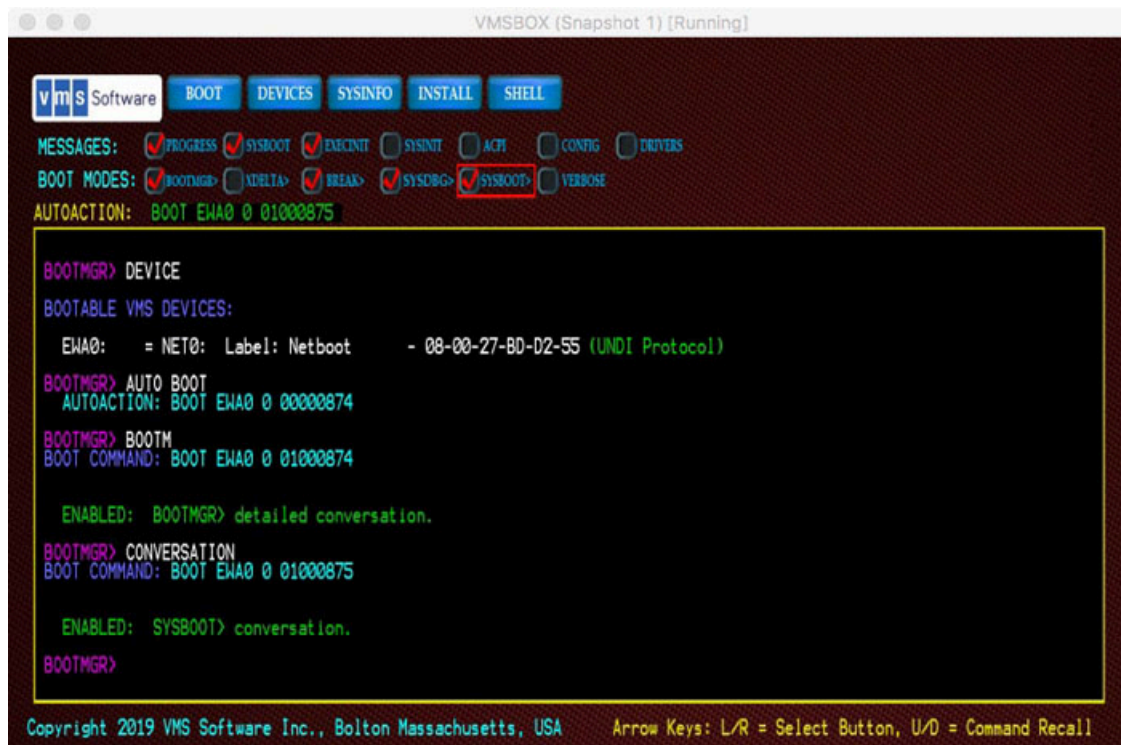 VMSBOX (Snapshot 1) [Running]
vms Software BOOT DEVICES SYSINFO INSTALL SHELL
MESSAGES: PROGRESS SYSBOOT EXECINIT SYSINIT ACPI CONFIG DRIVERS
BOOT MODES: BOOTMGR> XDELTA> BREAK> SYSDBG> SYSBOOT> VERBOSE
AUTOACTION: BOOT EWA0 0 01000875
BOOTMGR> DEVICE
BOOTABLE VMS DEVICES:
EWA0: = NET0: Label: Netboot - 08-00-27-BD-D2-55 (UNDI Protocol)
BOOTMGR> AUTO BOOT
AUTOACTION: BOOT EWA0 0 00000874
BOOTMGR> BOOTM
BOOT COMMAND: BOOT EWA0 0 01000874
ENABLED: BOOTMGR> detailed conversation.
BOOTMGR> CONVERSATION
BOOT COMMAND: BOOT EWA0 0 01000875
ENABLED: SYSBOOT> conversation.
BOOTMGR>
Copyright 2019 VMS Software Inc., Bolton Massachusetts, USA Arrow Keys: L/R = Select Button, U/D = Command Recall